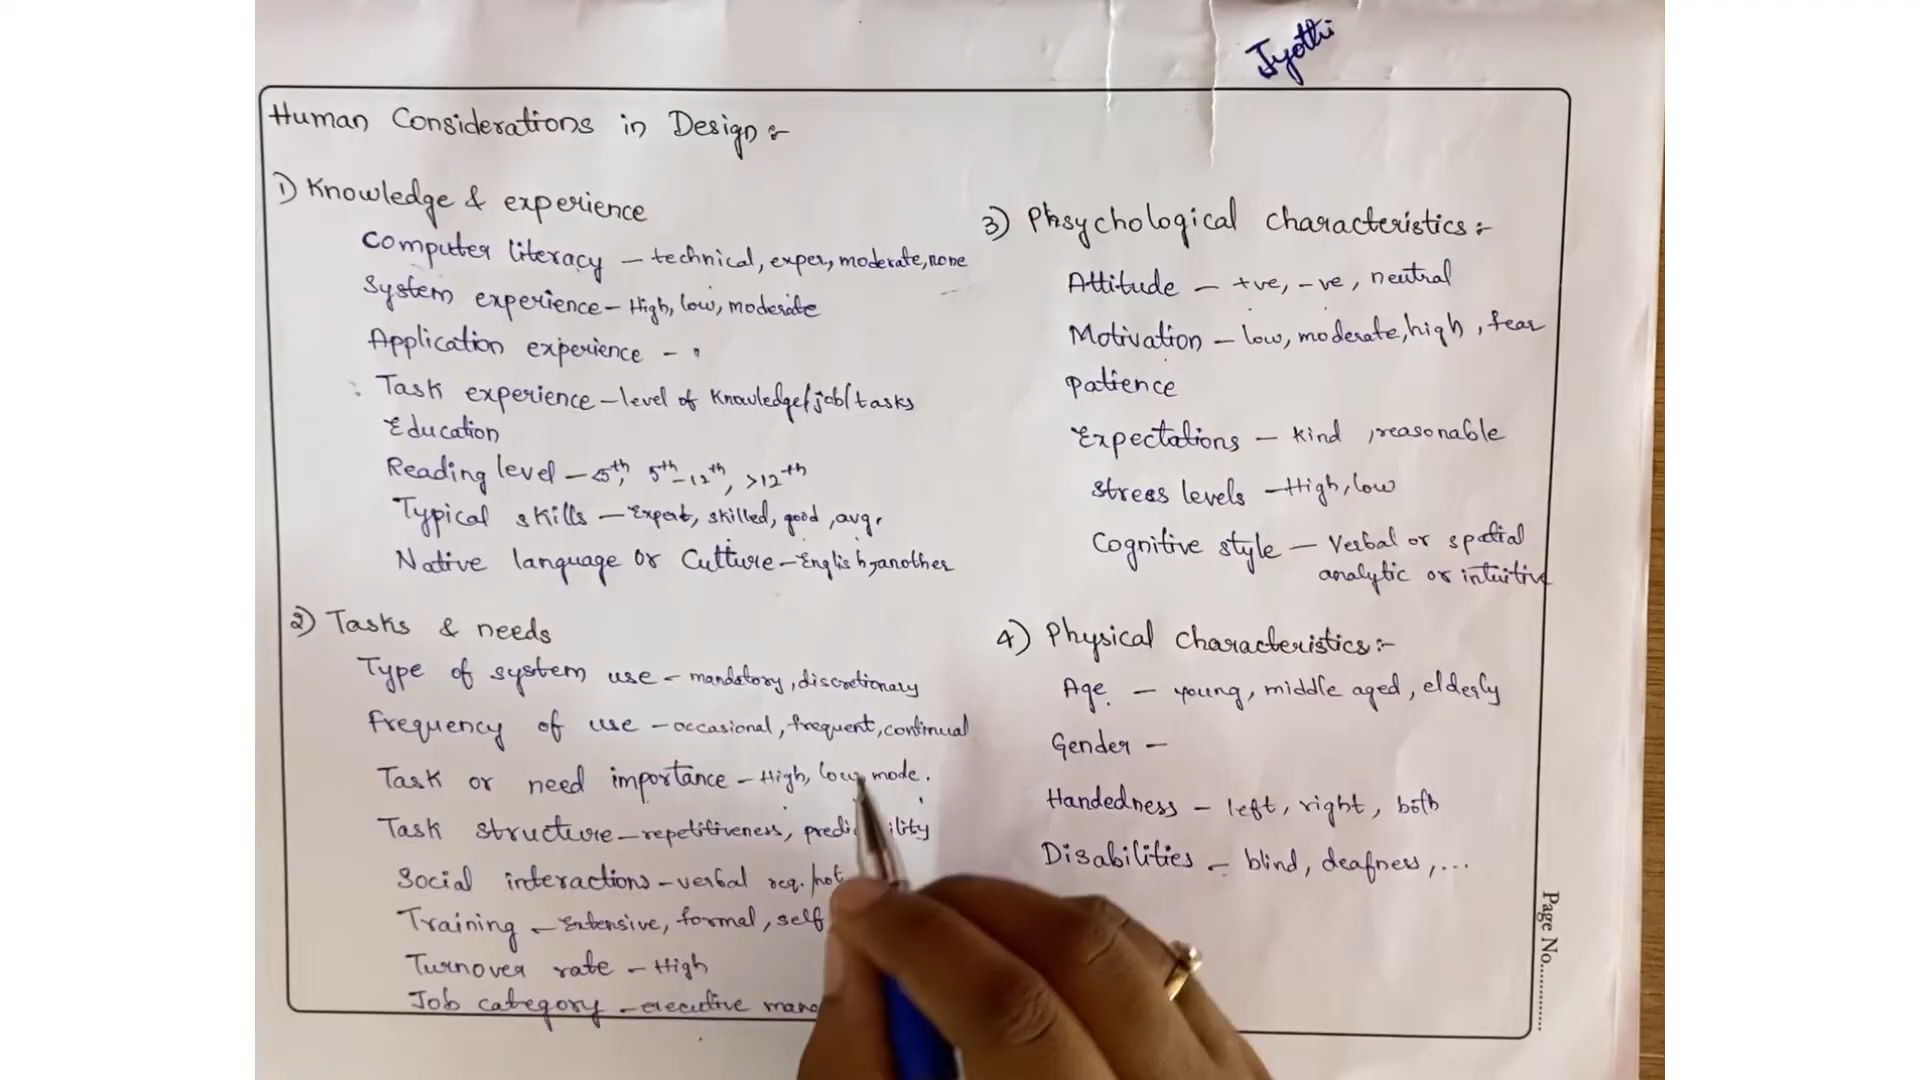 Jyothi
Human Considerations in Design :-
1) Knowledge & experience
Computer literacy - technical, exper, moderate, none
System experience - High, low, moderate
Application experience - "
Task experience - level of Knowledge/job/tasks
Education
Reading level - <5th, 5th-12th, >12th
Typical skills - Expert, skilled, good, avg.
Native language or Culture - English, another
2) Tasks & needs
Type of system use - mandatory, discretionary
Frequency of use - occasional, frequent, continual
Task or need importance - High, low, mode.
Task structure - repetitiveness,
Social interactions - verbal req./not
Training - Extensive, formal, self
Turnover rate - High
Job category - executive
3) Phsychological characteristics :-
Attitude - +ve, -ve, neutral
Motivation - low, moderate, high, fear
patience
Expectations - kind, reasonable
stress levels - High, low
Cognitive style - Verbal or spatial
analytic or intuitive
4) Physical characteristics :-
Age - young, middle aged, elderly
Gender -
Handedness - left, right, both
Disabilities - blind, deafness, ...
Page No..............